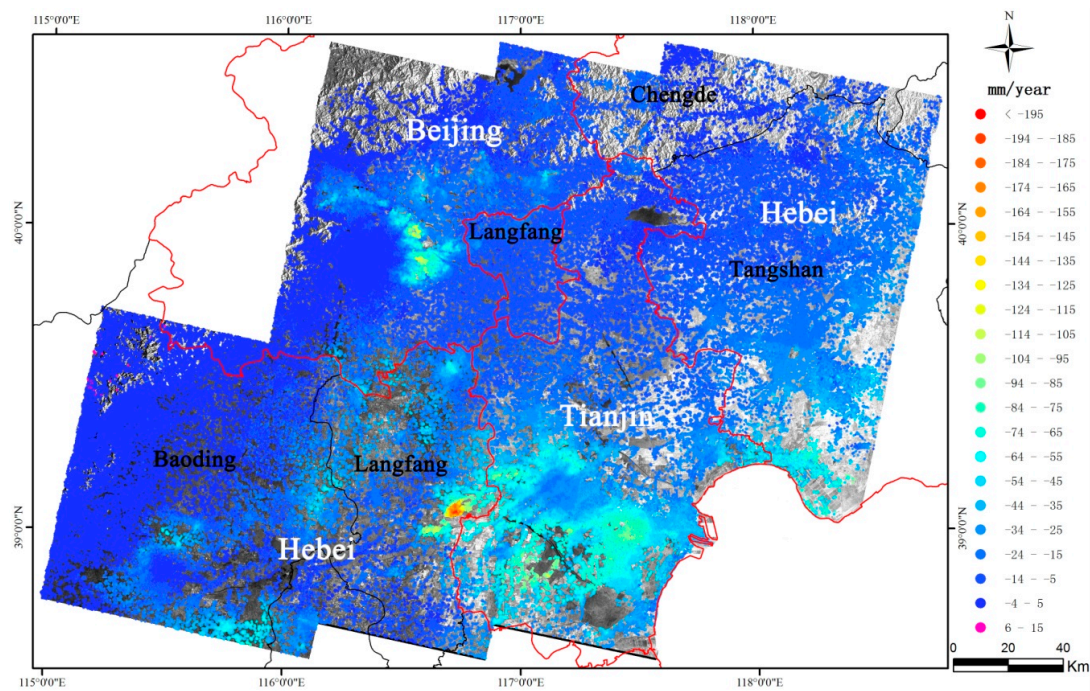 115°0'0"E
116°0'0"E
117°0'0"E
118°0'0"E
N
mm/year
< -195
-194 - -185
-184 - -175
-174 - -165
-164 - -155
-154 - -145
-144 - -135
-134 - -125
-124 - -115
-114 - -105
-104 - -95
-94 - -85
-84 - -75
-74 - -65
-64 - -55
-54 - -45
-44 - -35
-34 - -25
-24 - -15
-14 - -5
-4 - 5
6 - 15
0 20 40
Km
Chengde
Beijing
40°0'0"N
Langfang
Hebei
40°0'0"N
Tangshan
Tianjin
Baoding
Langfang
39°0'0"N
Hebei
39°0'0"N
115°0'0"E
116°0'0"E
117°0'0"E
118°0'0"E